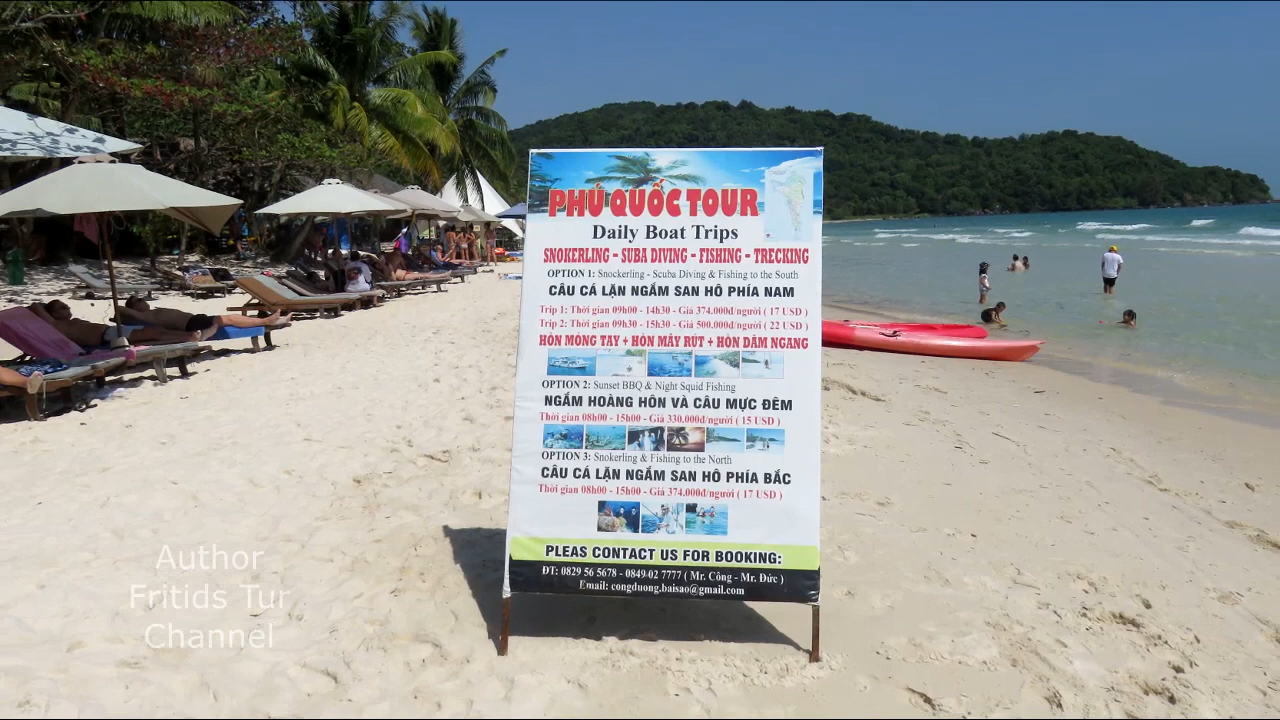 PHÚ QUỐC TOUR
Daily Boat Trips
SNOKERLING - SUBA DIVING - FISHING - TRECKING
OPTION 1: Snockerling - Scuba Diving & Fishing to the South
CÂU CÁ LẶN NGẮM SAN HÔ PHÍA NAM
Trip 1: Thời gian 09h00 - 14h30 - Giá 374.000đ/người ( 17 USD )
Trip 2: Thời gian 09h30 - 15h30 - Giá 500.000đ/người ( 22 USD )
HÒN MÓNG TAY + HÒN MÂY RÚT + HÒN DĂM NGANG
OPTION 2: Sunset BBQ & Night Squid Fishing
NGẮM HOÀNG HÔN VÀ CÂU MỰC ĐÊM
Thời gian 08h00 - 15h00 - Giá 330.000đ/người ( 15 USD )
OPTION 3: Snokerling & Fishing to the North
CÂU CÁ LẶN NGẮM SAN HÔ PHÍA BẮC
Thời gian 08h00 - 15h00 - Giá 374.000đ/người ( 17 USD )
PLEAS CONTACT US FOR BOOKING:
ĐT: 0829 56 5678 - 0849 02 7777 ( Mr. Công - Mr. Đức )
Email: congduong.baisao@gmail.com
Author
Fritids Tur
Channel